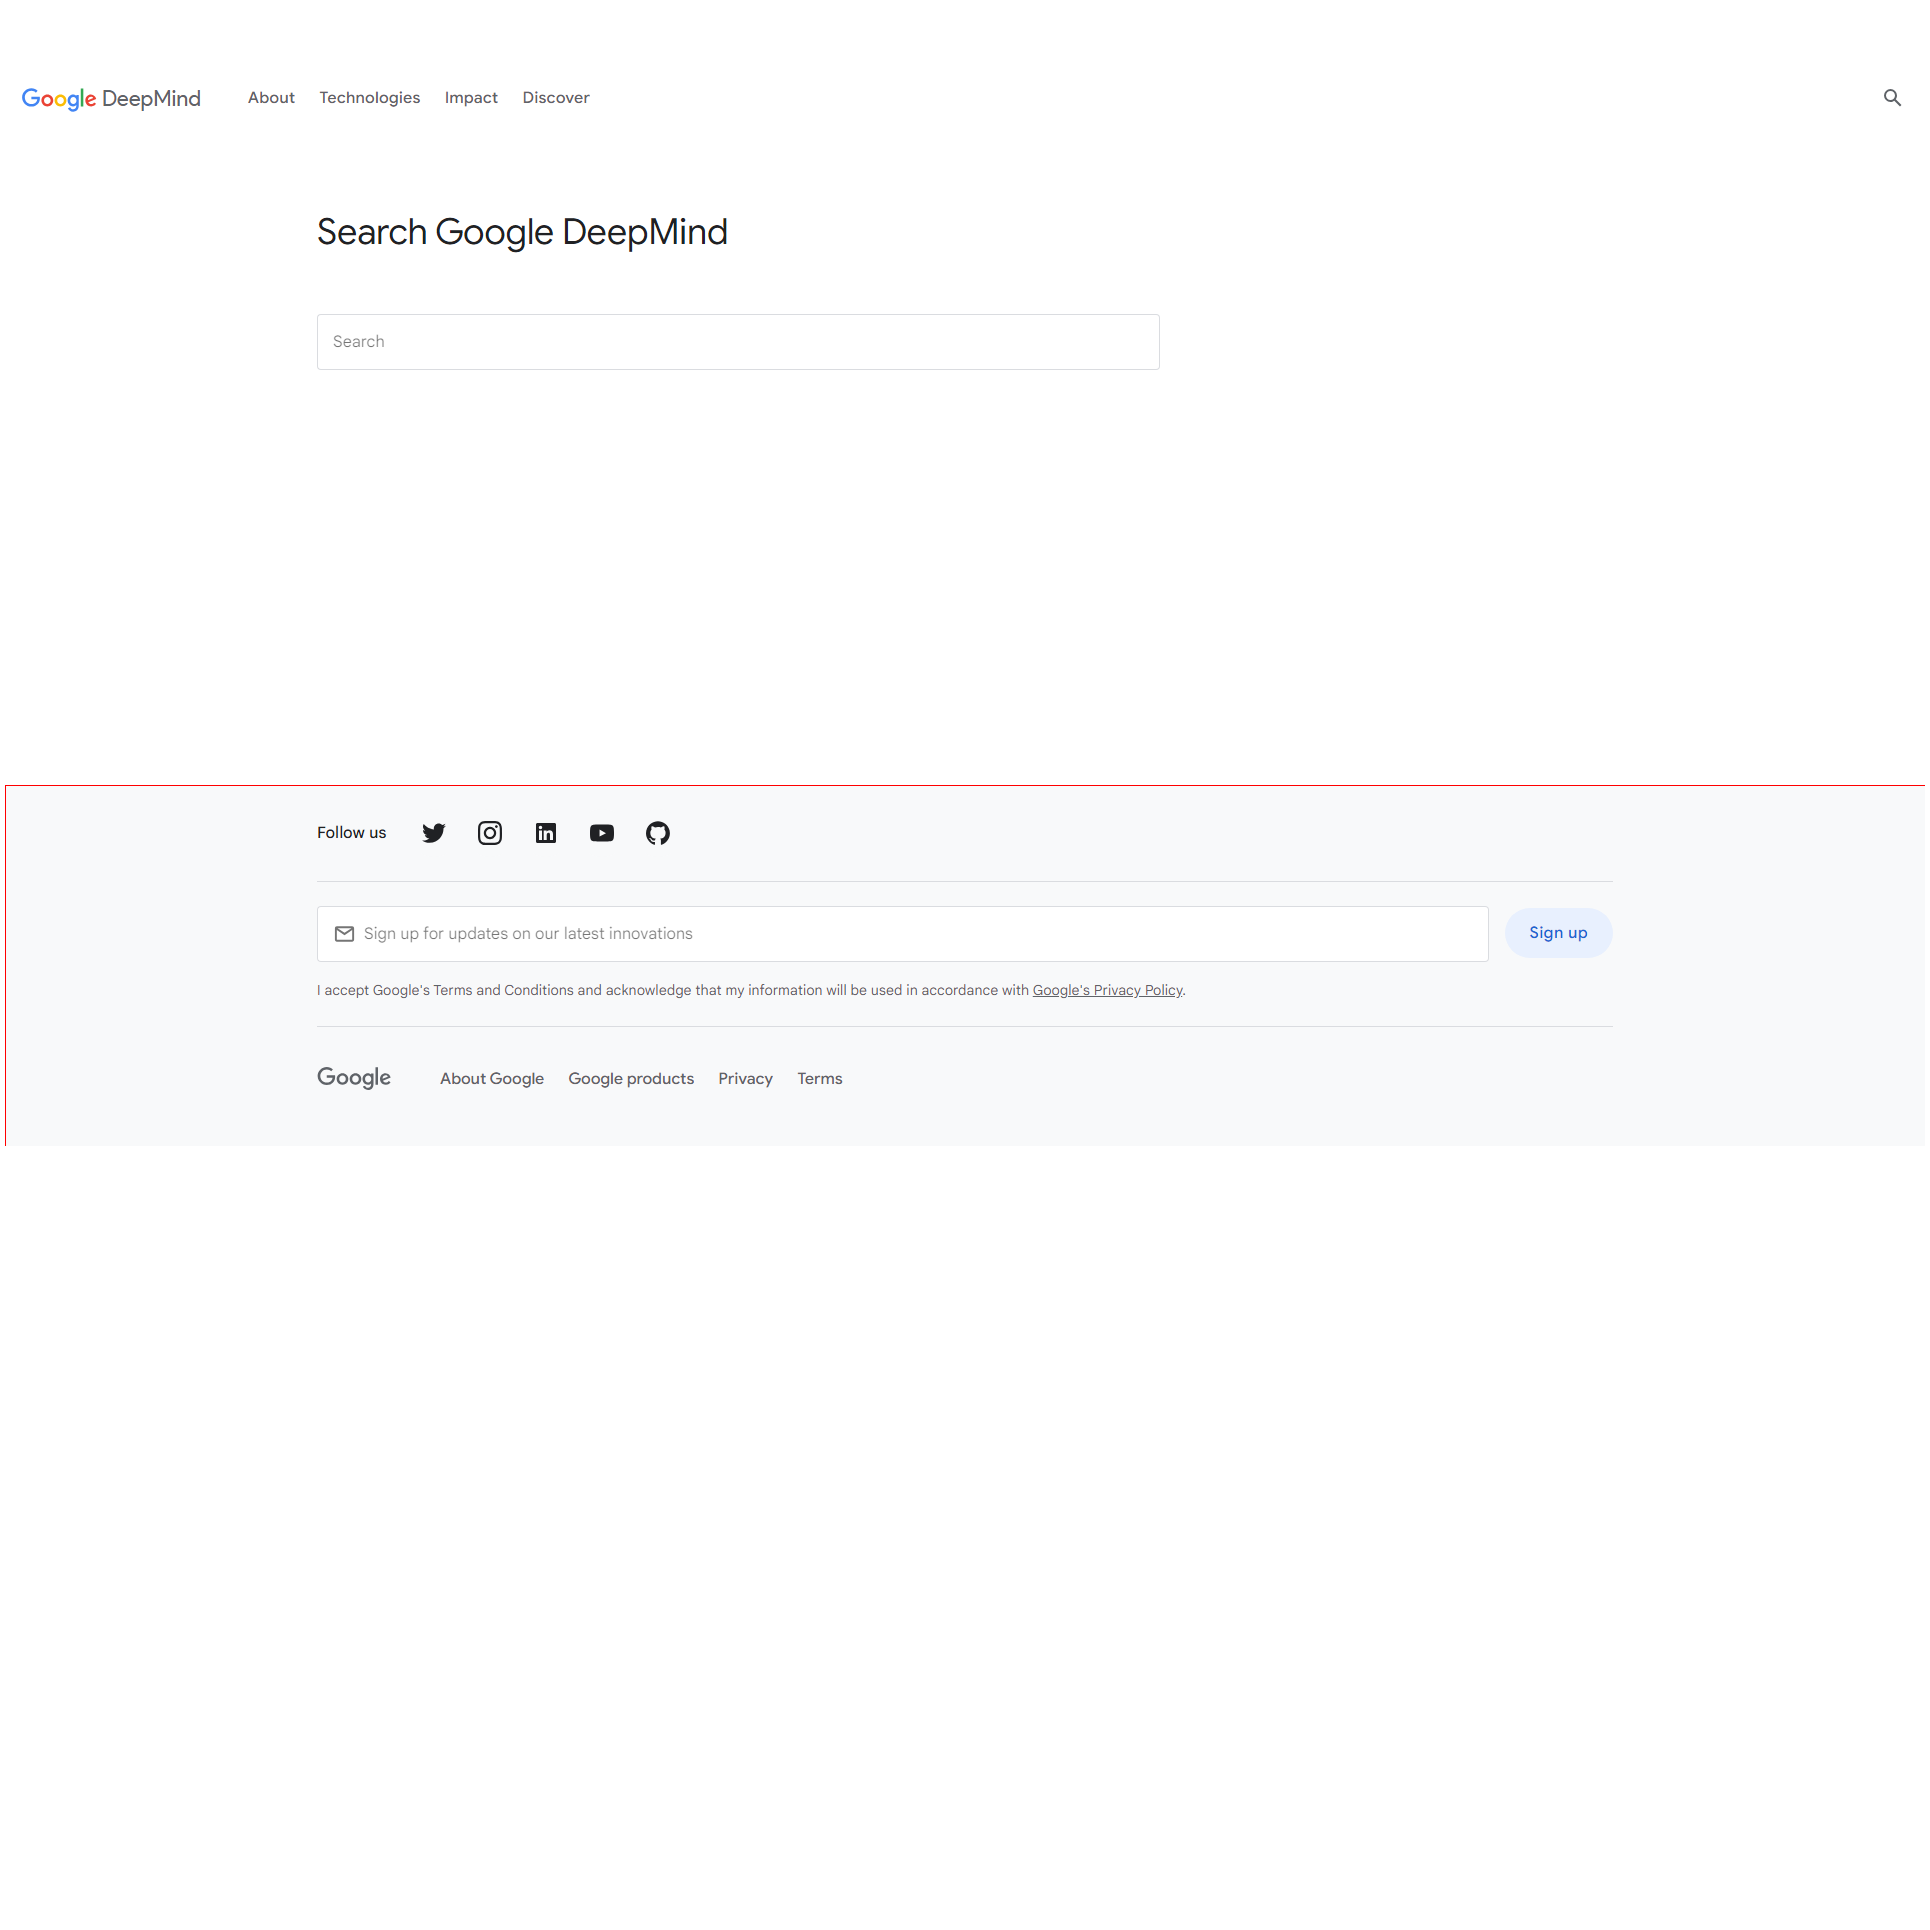 Google DeepMind About Technologies Impact Discover
Search Google DeepMind
Search
Follow us
Sign up for updates on our latest innovations Sign up
I accept Google's Terms and Conditions and acknowledge that my information will be used in accordance with Google's Privacy Policy.
Google About Google Google products Privacy Terms